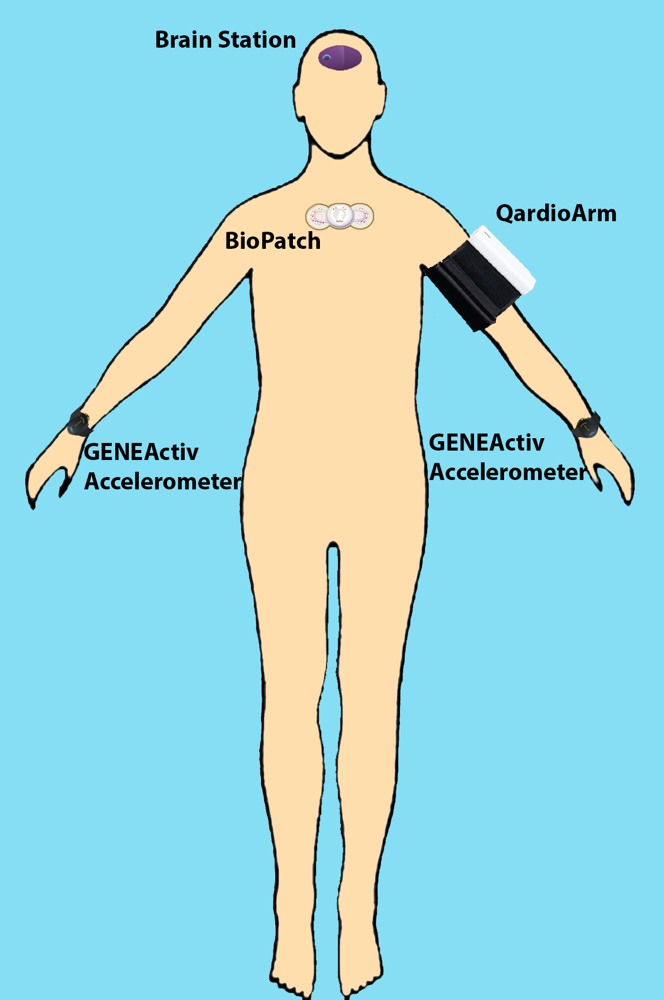 Brain Station
QardioArm
BioPatch
GENEActiv
Accelerometer
GENEActiv
Accelerometer